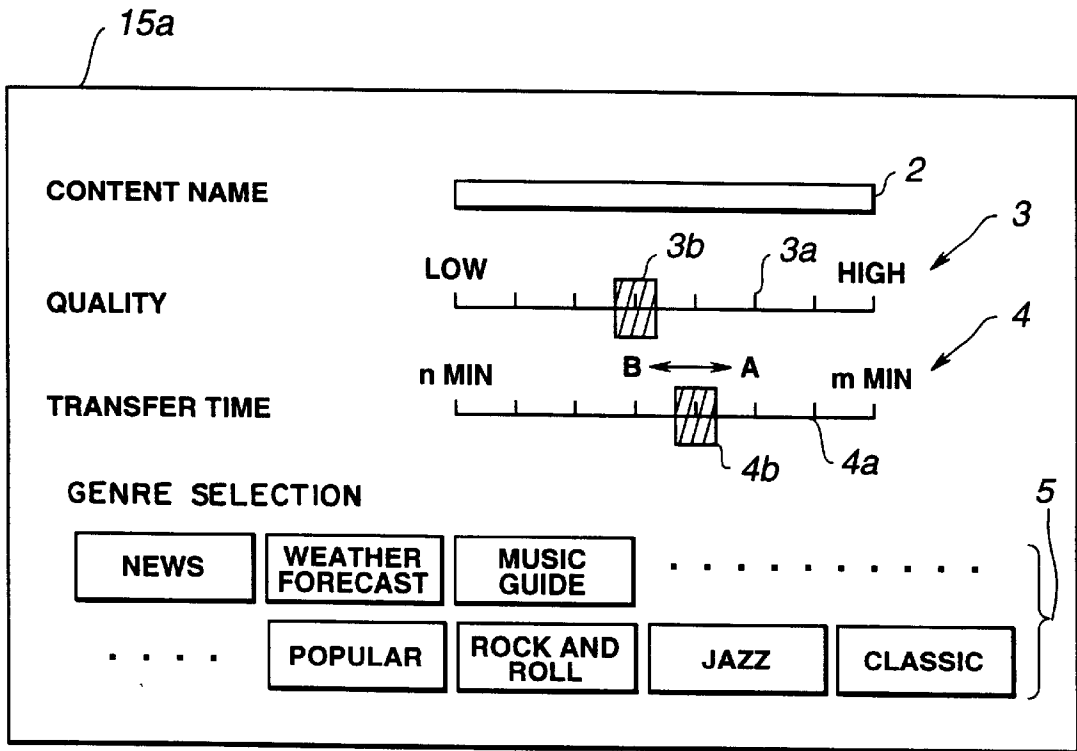 15a
CONTENT NAME
2
3
3b
3a
LOW
HIGH
QUALITY
4
B
A
n MIN
m MIN
TRANSFER TIME
4b
4a
GENRE SELECTION
5
NEWS
WEATHER
FORECAST
MUSIC
GUIDE
. . . . . . . . . . .
. . . .
POPULAR
ROCK AND
ROLL
JAZZ
CLASSIC